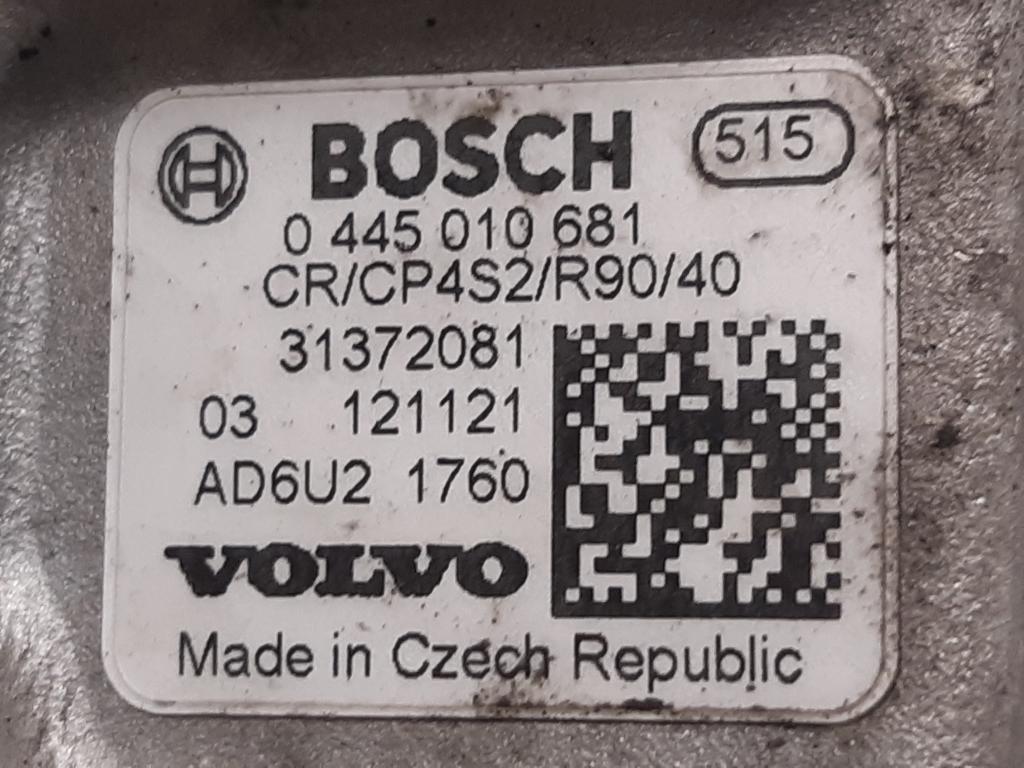 BOSCH 515
0 445 010 681
CR/CP4S2/R90/40
31372081
03 121121
AD6U2 1760
VOLVO
Made in Czech Republic